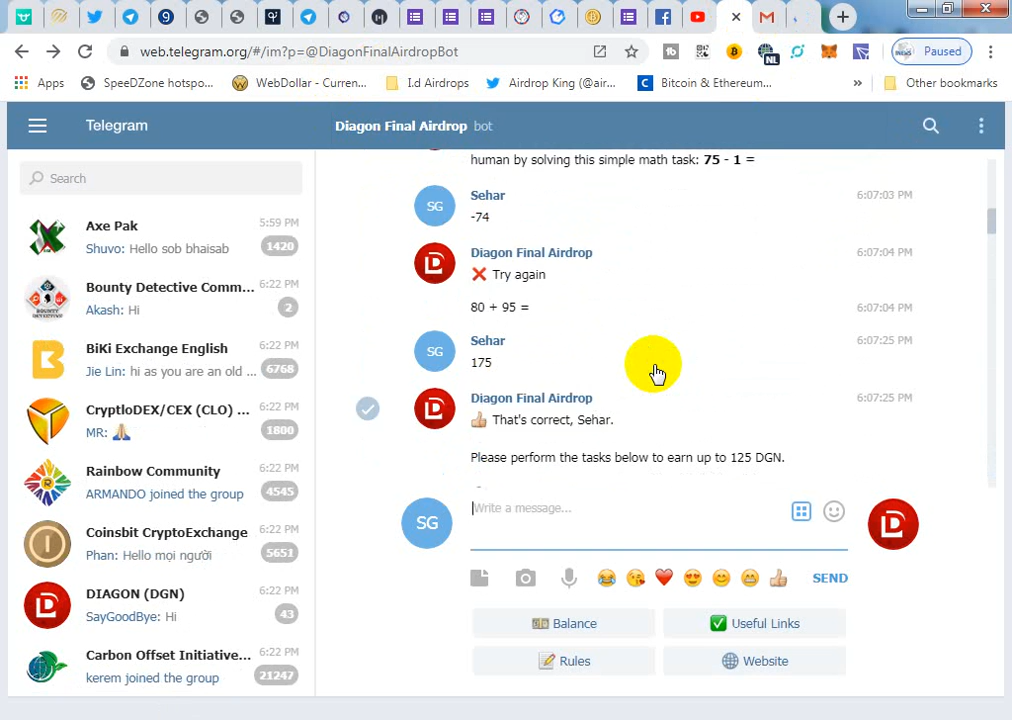 Paused
web.telegram.org/#/im?p=@DiagonFinalAirdropBot
NL
Apps
SpeeDZone hotspo...
WebDollar - Curren...
I.d Airdrops
Airdrop King (@air...
Bitcoin & Ethereum...
»
Other bookmarks
Telegram
Diagon Final Airdrop bot
Search
Axe Pak
5:59 PM
Shuvo: Hello sob bhaisab
1420
Bounty Detective Comm...
6:22 PM
Akash: Hi
2
BiKi Exchange English
6:22 PM
Jie Lin: hi as you are an old ...
6768
CryptloDEX/CEX (CLO) ...
6:22 PM
MR: 🙏
1800
Rainbow Community
6:22 PM
ARMANDO joined the group
4545
Coinsbit CryptoExchange
6:22 PM
Phan: Hello mọi người
5651
DIAGON (DGN)
6:22 PM
SayGoodBye: Hi
43
Carbon Offset Initiative...
6:22 PM
kerem joined the group
21247
human by solving this simple math task: 75 - 1 =
SG
Sehar
6:07:03 PM
-74
Diagon Final Airdrop
6:07:04 PM
❌ Try again
80 + 95 =
6:07:04 PM
SG
Sehar
6:07:25 PM
175
Diagon Final Airdrop
6:07:25 PM
👍 That's correct, Sehar.
Please perform the tasks below to earn up to 125 DGN.
SG
Write a message...
SEND
Balance
Useful Links
Rules
Website